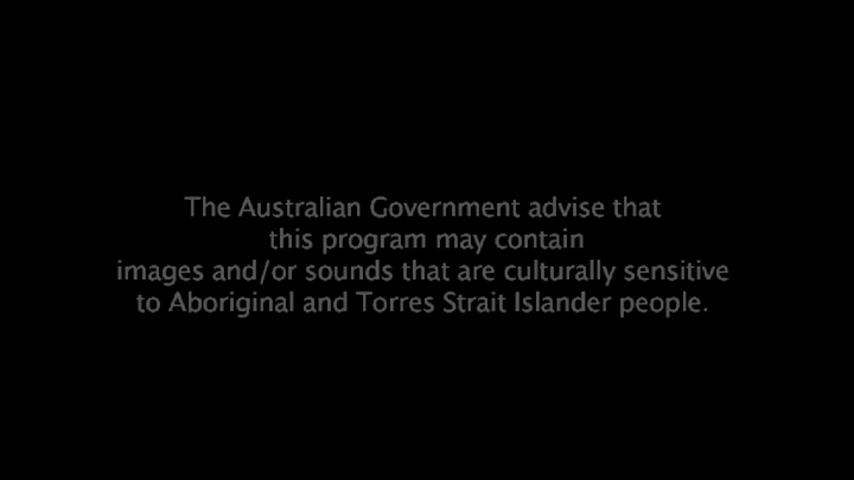 The Australian Government advise that
this program may contain
images and/or sounds that are culturally sensitive
to Aboriginal and Torres Strait Islander people.